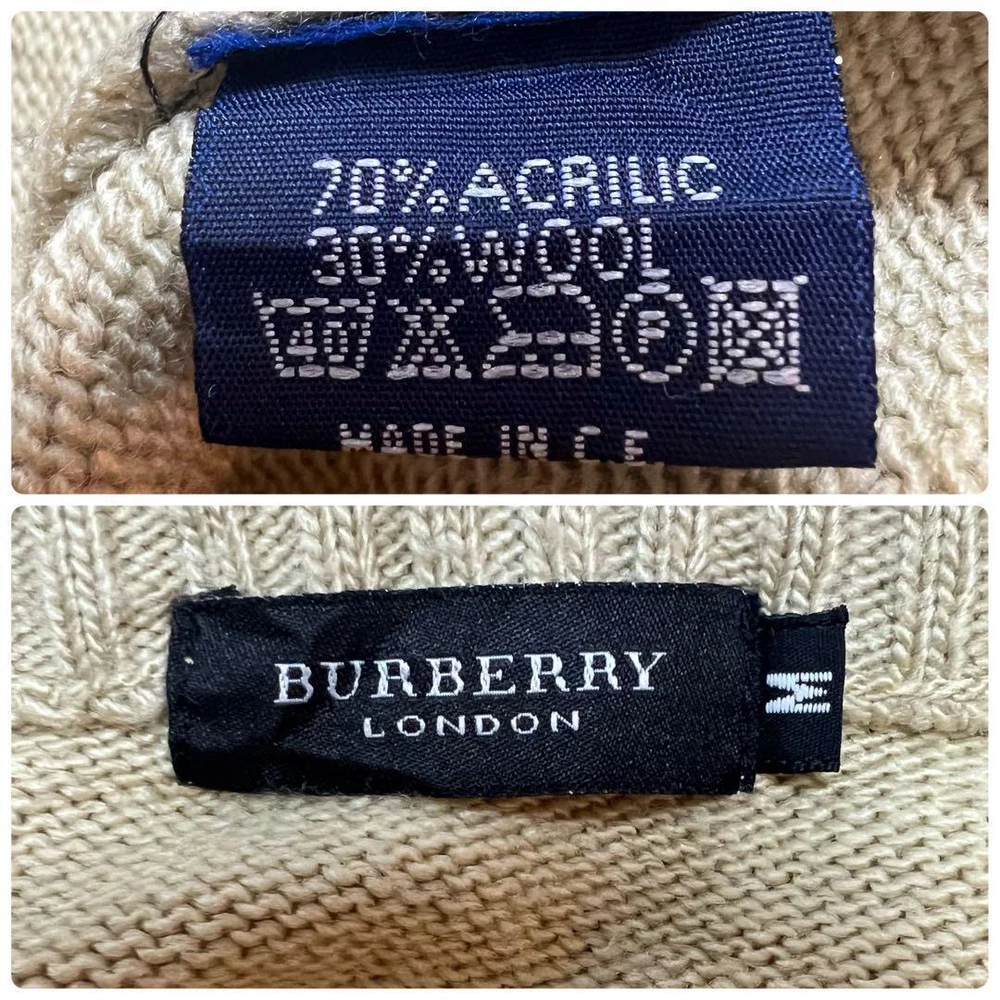 70% ACRILIC
30% WOOL
40°
P
MADE IN C.E.
BURBERRY
LONDON
M